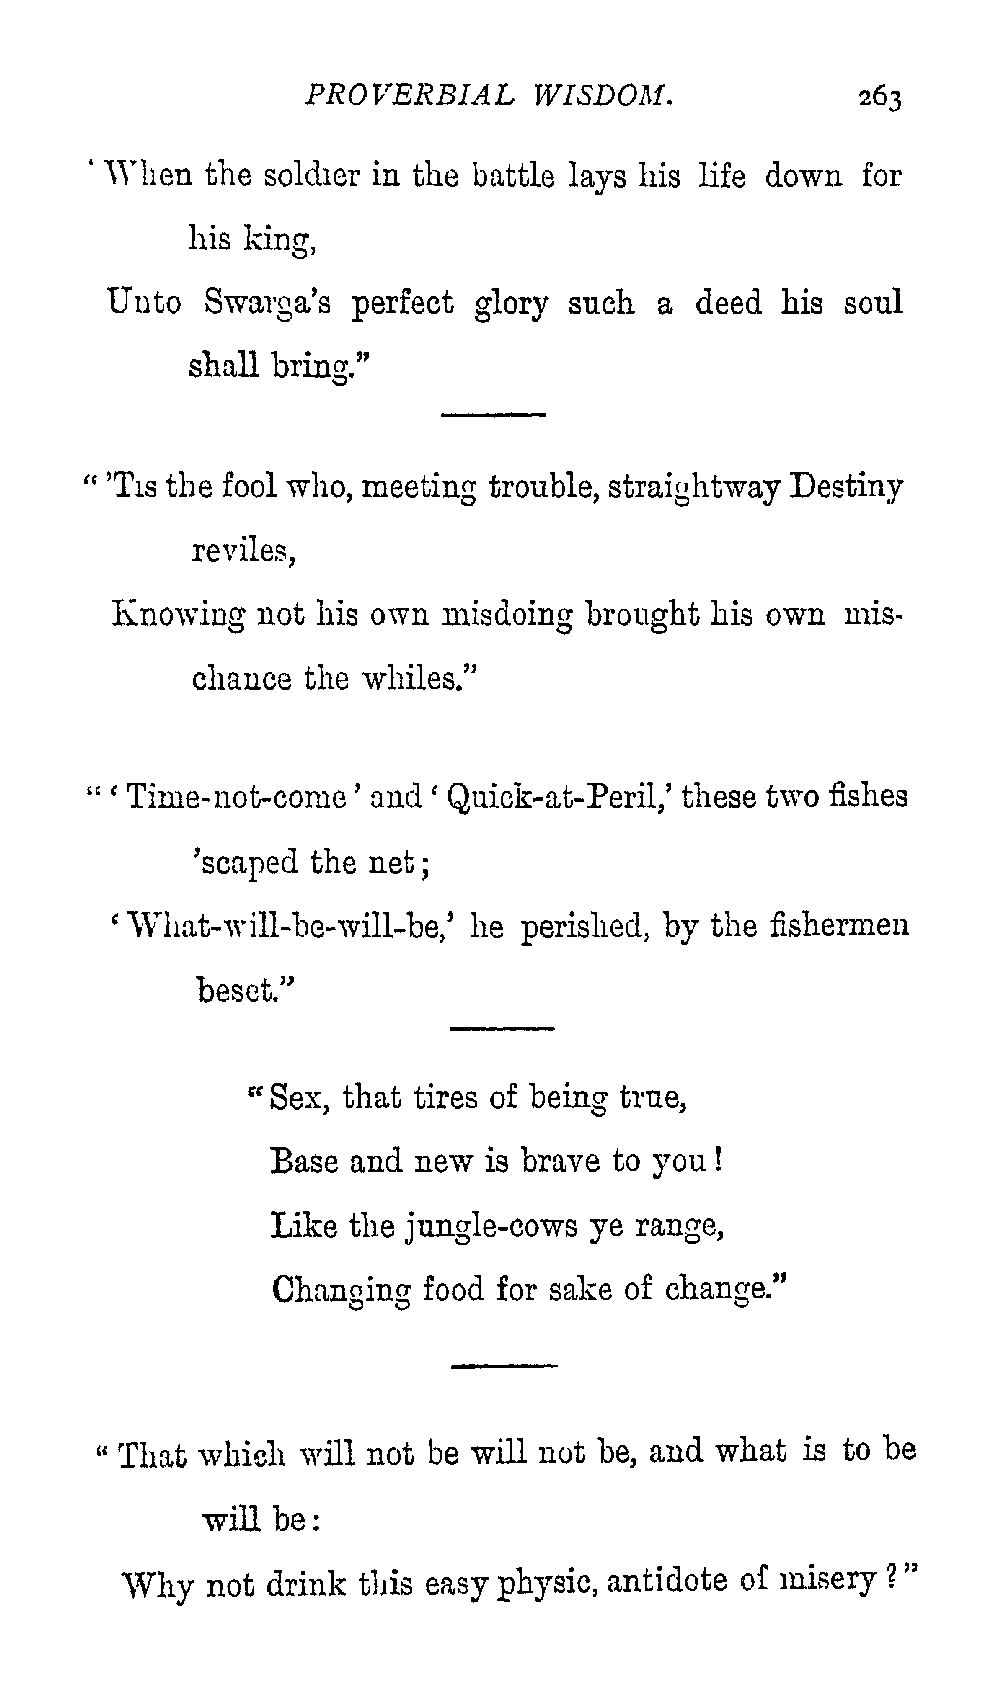 PROVERBIAL WISDOM. 263
‘ When the soldier in the battle lays his life down for
his king,
Unto Swarga’s perfect glory such a deed his soul
shall bring.”
“ ’Tis the fool who, meeting trouble, straightway Destiny
reviles,
Knowing not his own misdoing brought his own mis-
chance the whiles.”
“ ‘ Time-not-come ’ and ‘ Quick-at-Peril,’ these two fishes
’scaped the net ;
‘ What-will-be-will-be,’ he perished, by the fishermen
beset.”
“ Sex, that tires of being true,
Base and new is brave to you !
Like the jungle-cows ye range,
Changing food for sake of change.”
“ That which will not be will not be, and what is to be
will be :
Why not drink this easy physic, antidote of misery ? ”